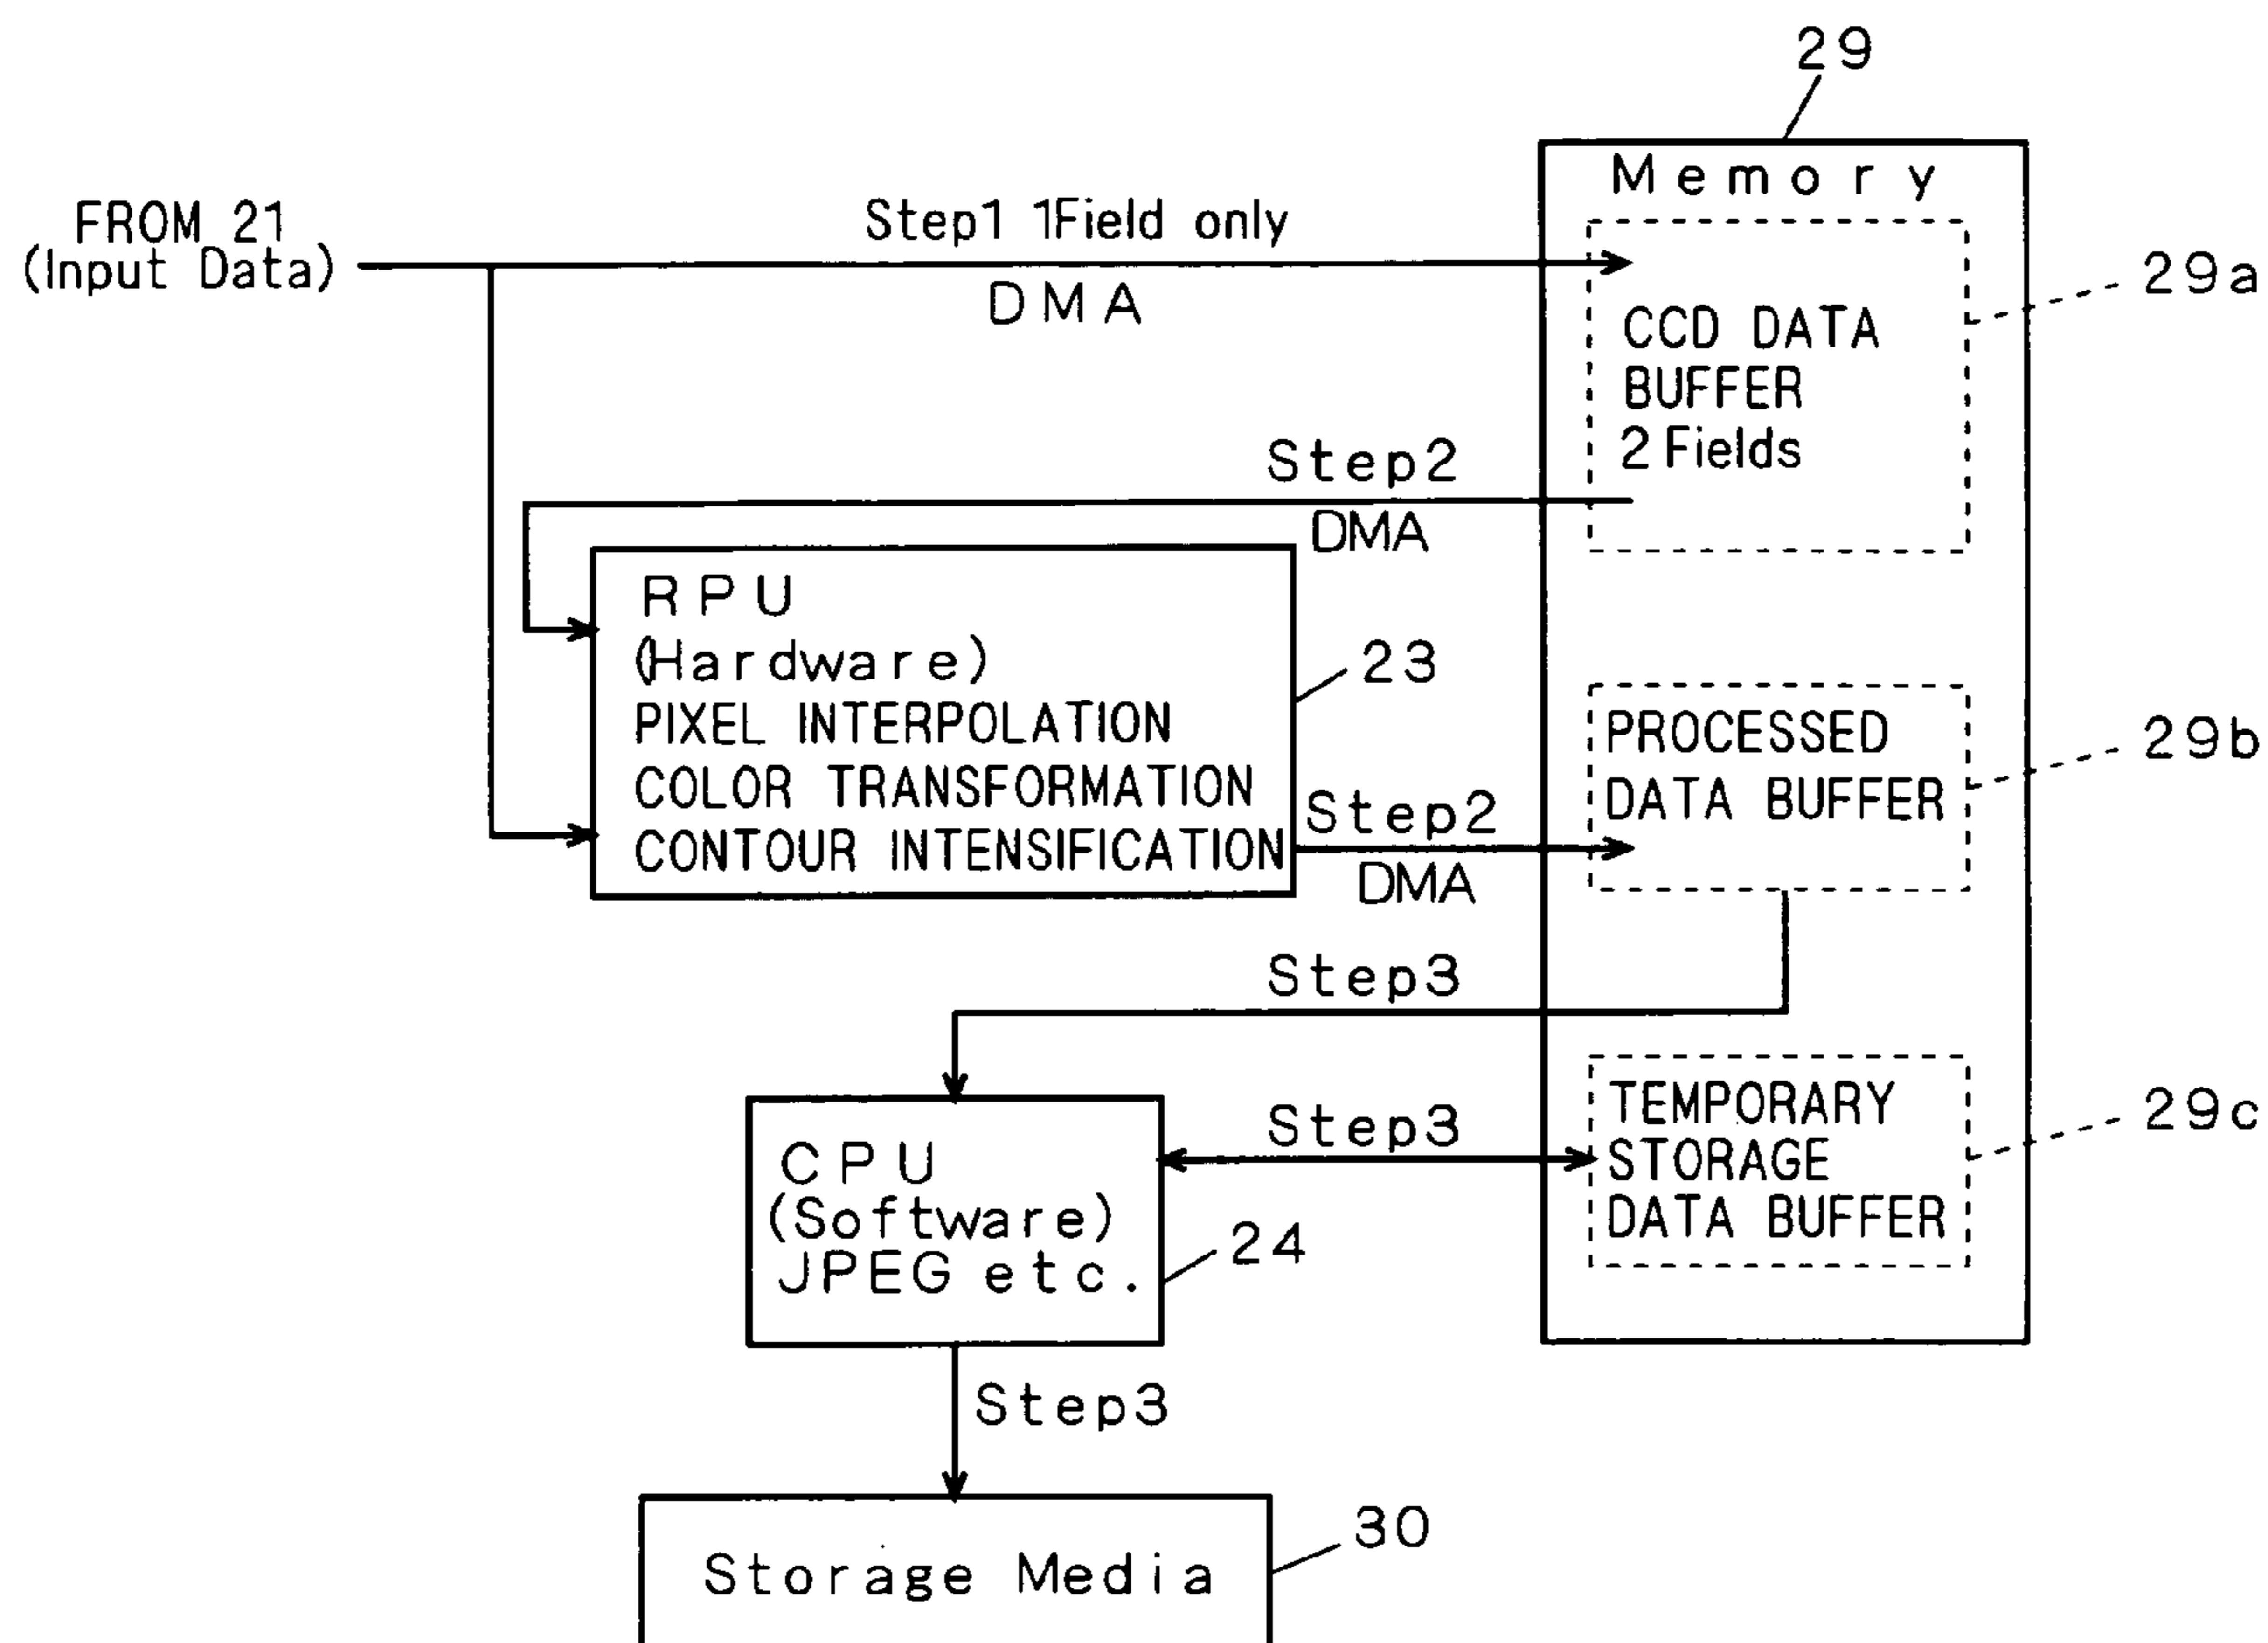 29
Memory
FROM 21
(Input Data)
Step1 1Field only
DMA
29a
CCD DATA
BUFFER
2 Fields
Step2
DMA
RPU
(Hardware)
PIXEL INTERPOLATION
COLOR TRANSFORMATION
CONTOUR INTENSIFICATION
23
PROCESSED
DATA BUFFER
29b
Step2
DMA
Step3
TEMPORARY
STORAGE
DATA BUFFER
29c
Step3
CPU
(Software)
JPEG etc.
24
Step3
30
Storage Media